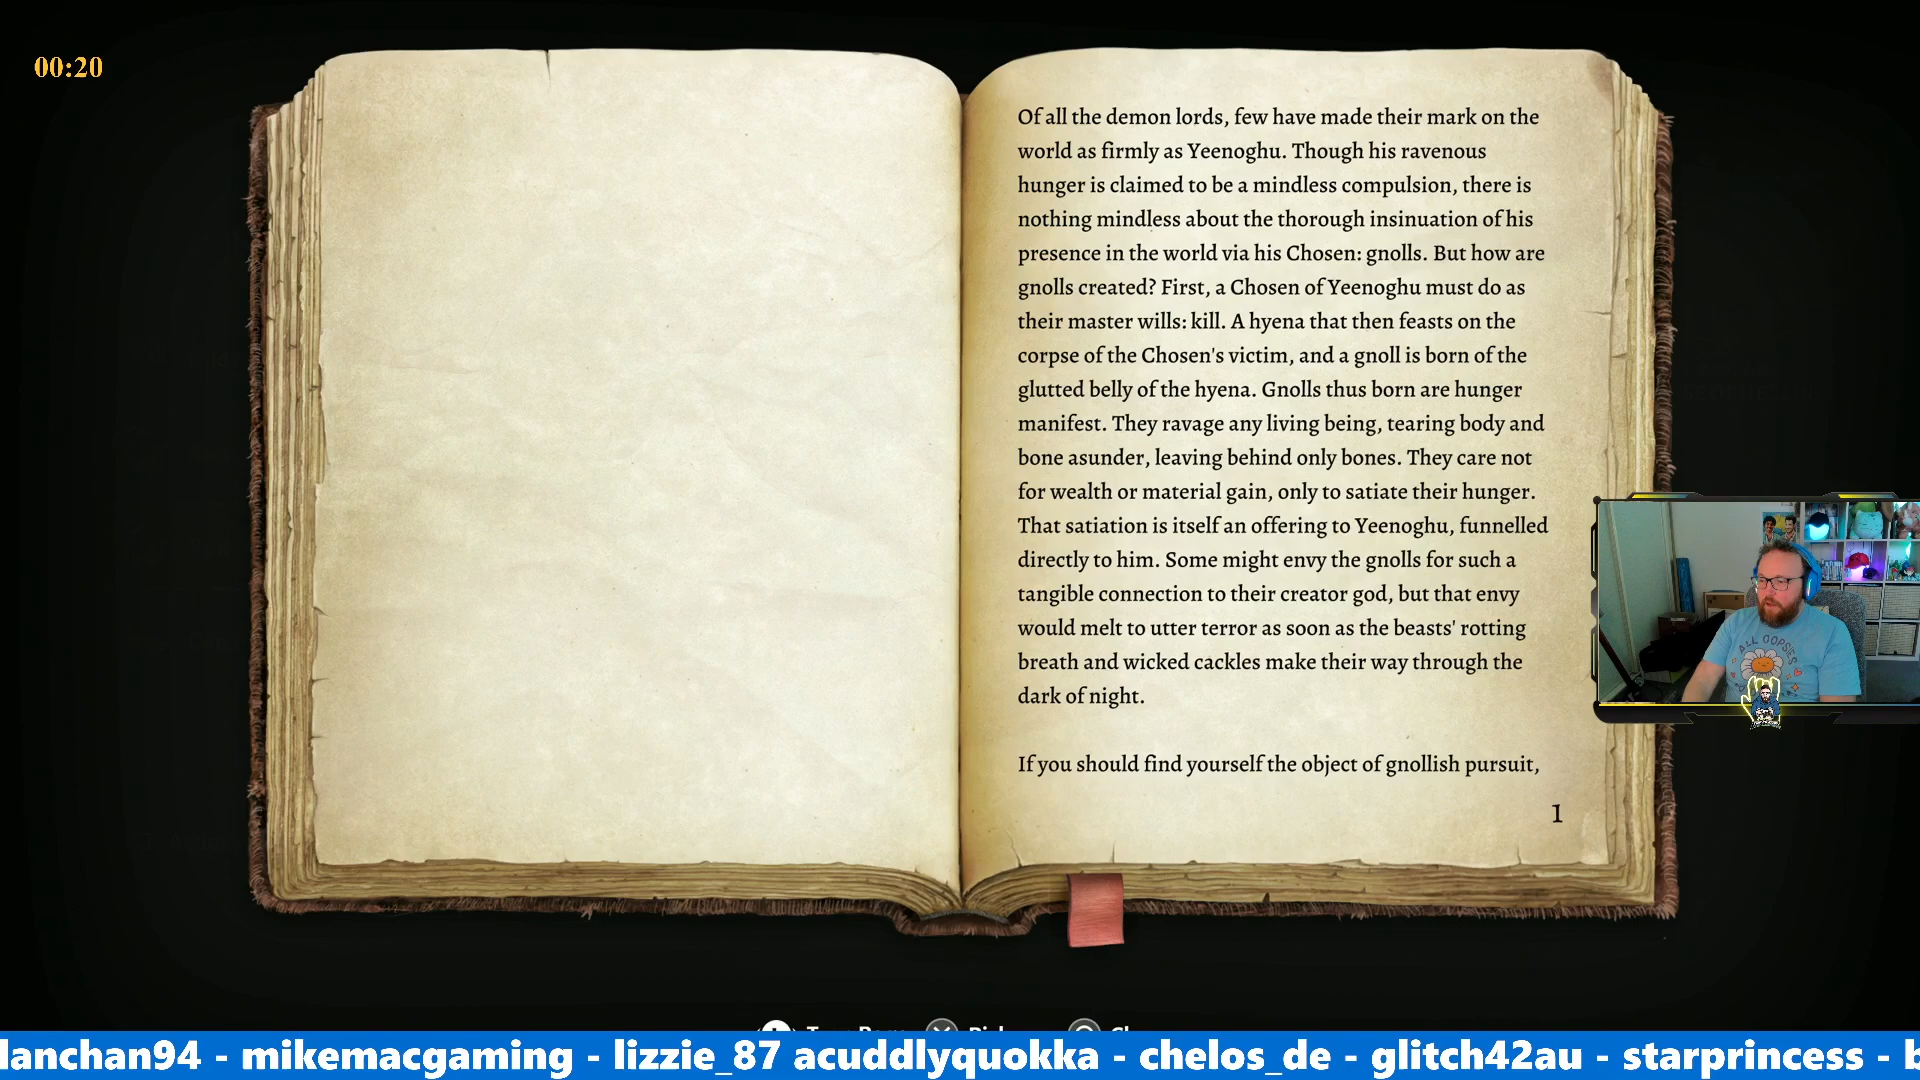 00:20
Of all the demon lords, few have made their mark on the
world as firmly as Yeenoghu. Though his ravenous
hunger is claimed to be a mindless compulsion, there is
nothing mindless about the thorough insinuation of his
presence in the world via his Chosen: gnolls. But how are
gnolls created? First, a Chosen of Yeenoghu must do as
their master wills: kill. A hyena that then feasts on the
corpse of the Chosen's victim, and a gnoll is born of the
glutted belly of the hyena. Gnolls thus born are hunger
manifest. They ravage any living being, tearing body and
bone asunder, leaving behind only bones. They care not
for wealth or material gain, only to satiate their hunger.
That satiation is itself an offering to Yeenoghu, funnelled
directly to him. Some might envy the gnolls for such a
tangible connection to their creator god, but that envy
would melt to utter terror as soon as the beasts' rotting
breath and wicked cackles make their way through the
dark of night.
If you should find yourself the object of gnollish pursuit,
1
ALL OOPSIES
lanchan94 - mikemacgaming - lizzie_87 acuddlyquokka - chelos_de - glitch42au - starprincess - b